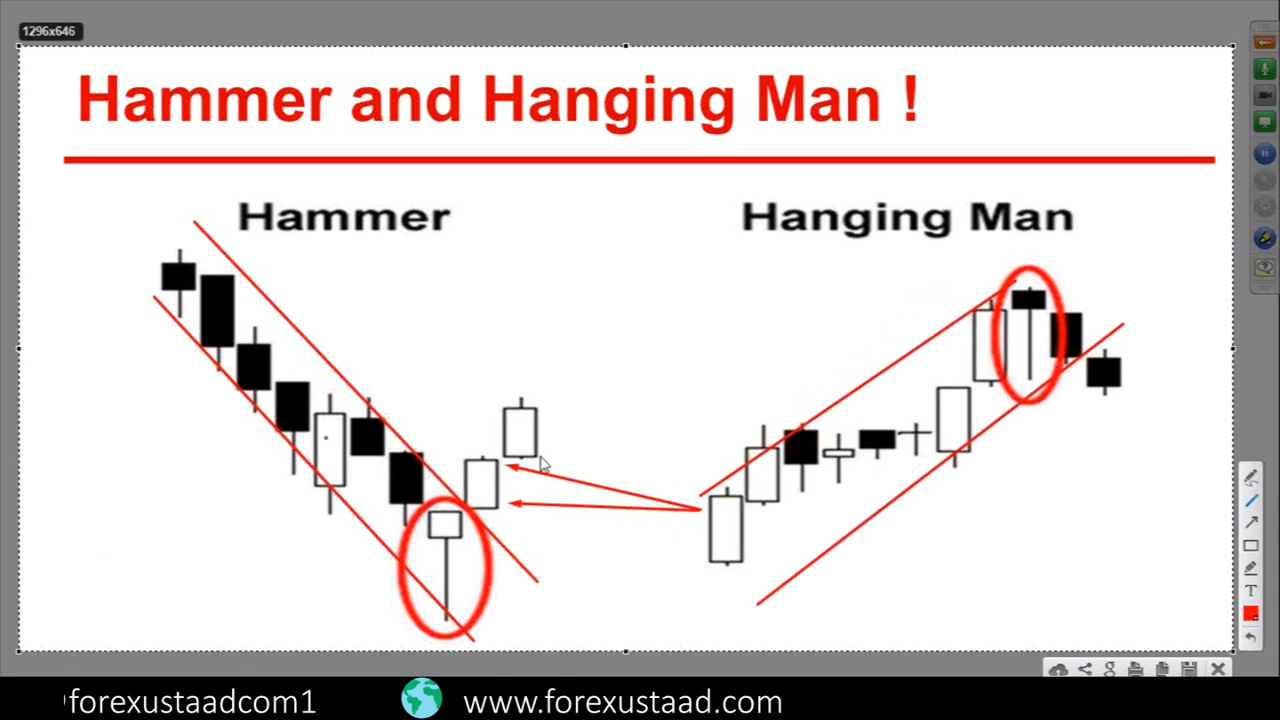 1296x646
Hammer and Hanging Man !
Hammer
Hanging Man
T
forexustaadcom1
www.forexustaad.com